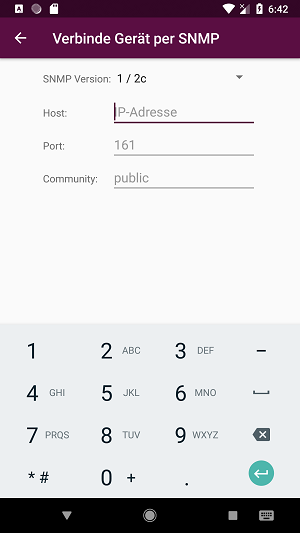 6:42
Verbinde Gerät per SNMP
SNMP Version: 1 / 2c
Host: IP-Adresse
Port: 161
Community: public
1 2 ABC 3 DEF –
4 GHI 5 JKL 6 MNO
7 PQRS 8 TUV 9 WXYZ
* # 0 + .